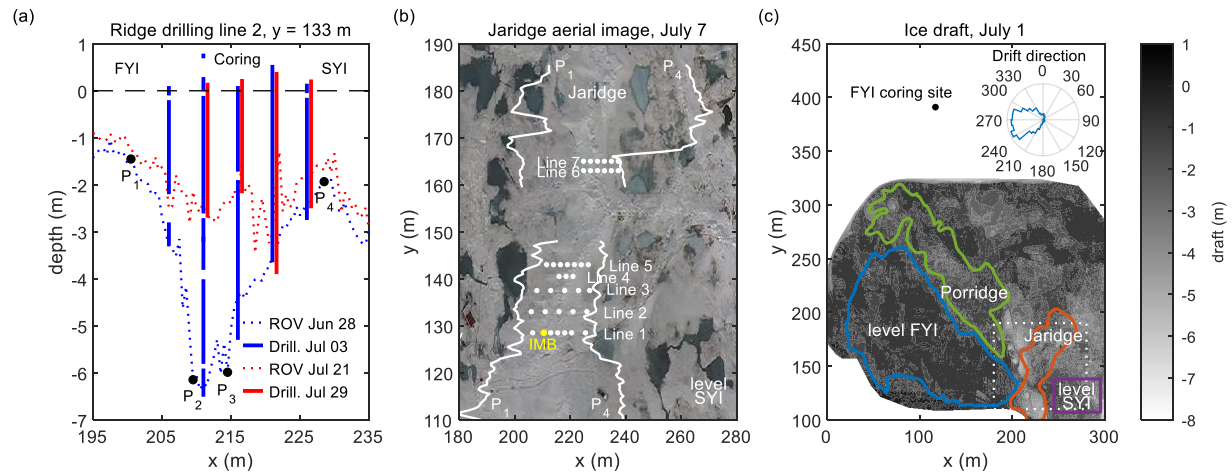 (a)
Ridge drilling line 2, y = 133 m
FYI
Coring
SYI
0
-1
-2
-3
-4
-5
-6
-7
depth (m)
P1
P2
P3
P4
ROV Jun 28
Drill. Jul 03
ROV Jul 21
Drill. Jul 29
195
205
215
225
235
x (m)
(b)
Jaridge aerial image, July 7
190
180
170
160
150
140
130
120
110
y (m)
P1
P4
Jaridge
Line 7
Line 6
Line 5
Line 4
Line 3
Line 2
Line 1
IMB
level
SYI
P1
P4
180
200
220
240
260
280
x (m)
(c)
Ice draft, July 1
450
400
350
300
250
200
150
100
y (m)
FYI coring site
Drift direction
0
30
60
90
120
150
180
210
240
270
300
330
Porridge
level FYI
Jaridge
level
SYI
0
100
200
300
x (m)
1
0
-1
-2
-3
-4
-5
-6
-7
-8
draft (m)